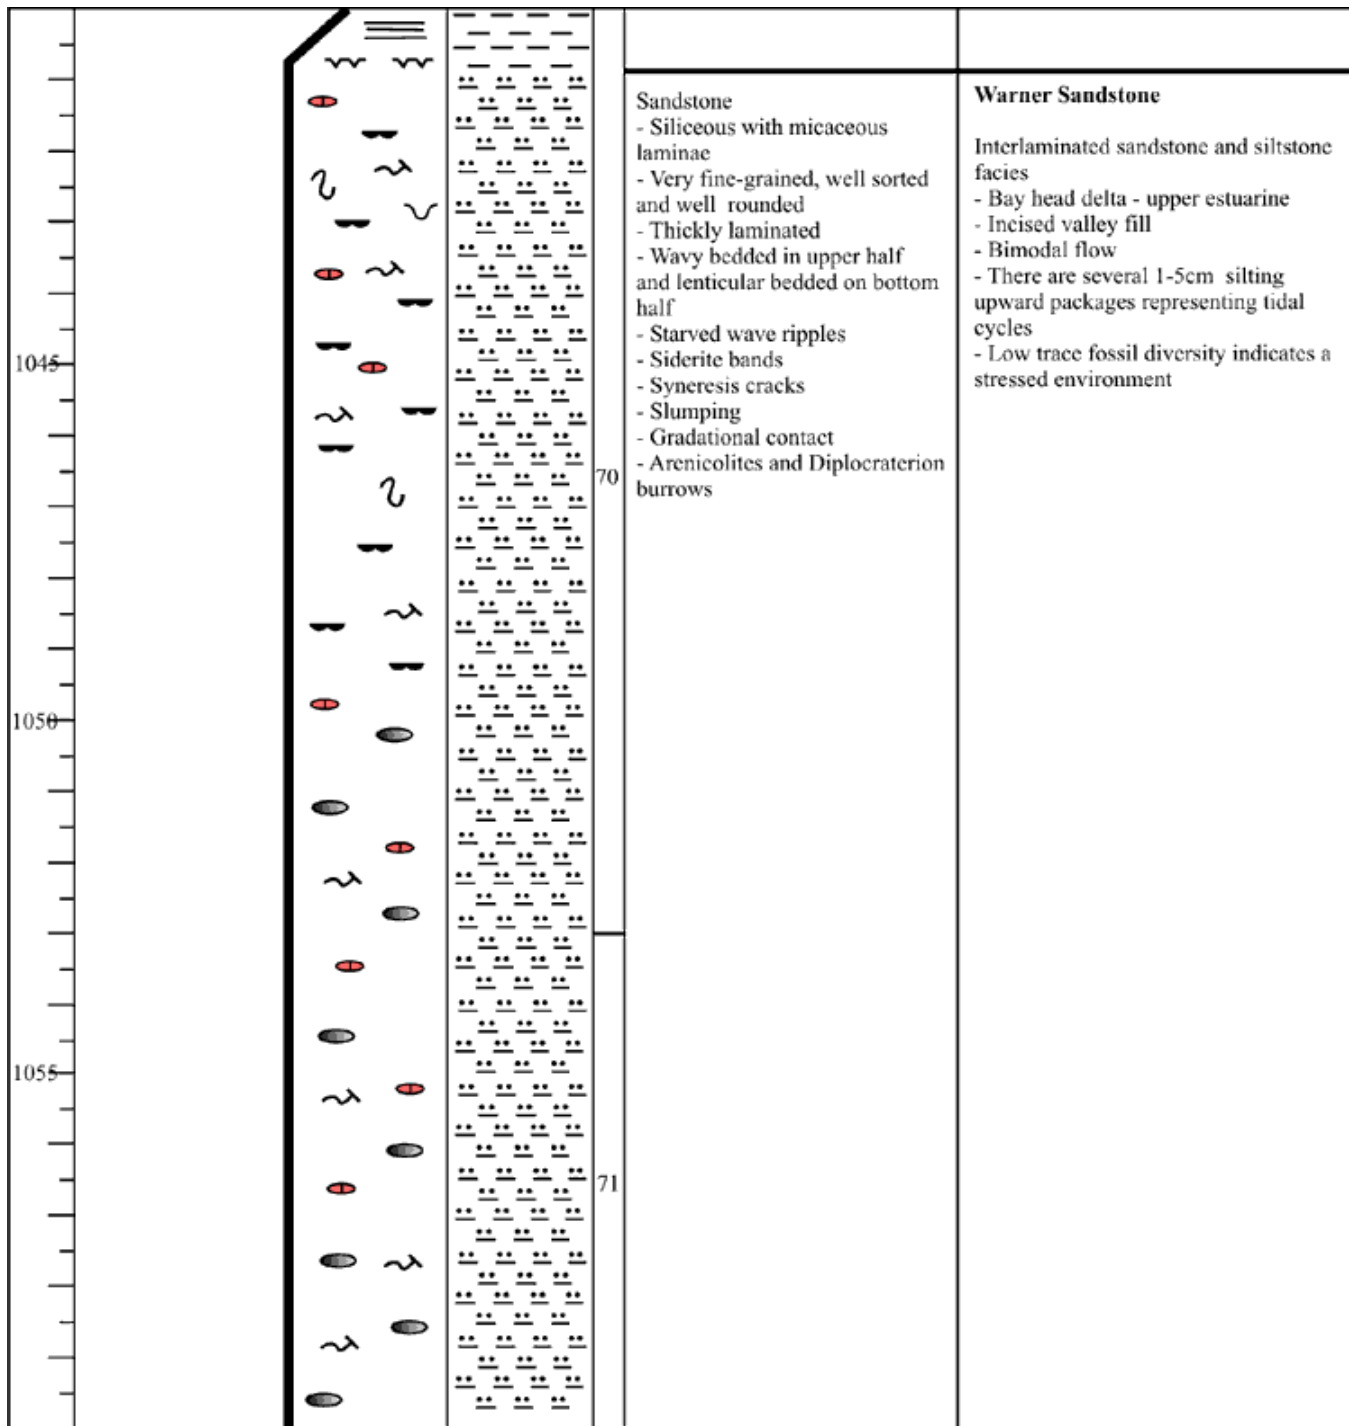 1045
1050
1055
70
71
Sandstone
- Siliceous with micaceous
laminae
- Very fine-grained, well sorted
and well  rounded
- Thickly laminated
- Wavy bedded in upper half
and lenticular bedded on bottom
half
- Starved wave ripples
- Siderite bands
- Syneresis cracks
- Slumping
- Gradational contact
- Arenicolites and Diplocraterion
burrows
Warner Sandstone
Interlaminated sandstone and siltstone
facies
- Bay head delta - upper estuarine
- Incised valley fill
- Bimodal flow
- There are several 1-5cm  silting
upward packages representing tidal
cycles
- Low trace fossil diversity indicates a
stressed environment